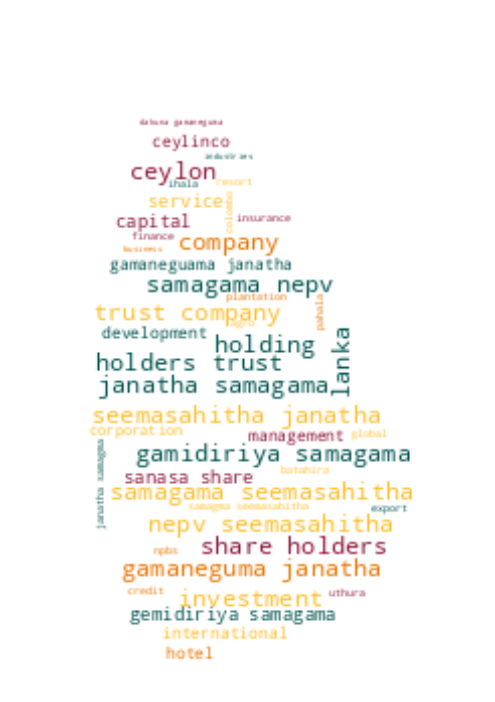 dakuna gamaneguma
ceylinco
industries
ceylon
ihala
resort
services
colombo
capital
insurance
finance
company
business
gamaneguama janatha
samagama nepv
plantation
trust company
pahala
agro
development
holding
lanka
holders trust
janatha samagama
seemasahitha janatha
corporation
management
global
gamidiriya samagama
janatha samagma
batahira
sanasa share
samagama seemasahitha
samagma seemasahitha
export
nepv seemasahitha
share holders
npbs
gamaneguma janatha
credit
investment
uthura
gemidiriya samagama
international
hotel